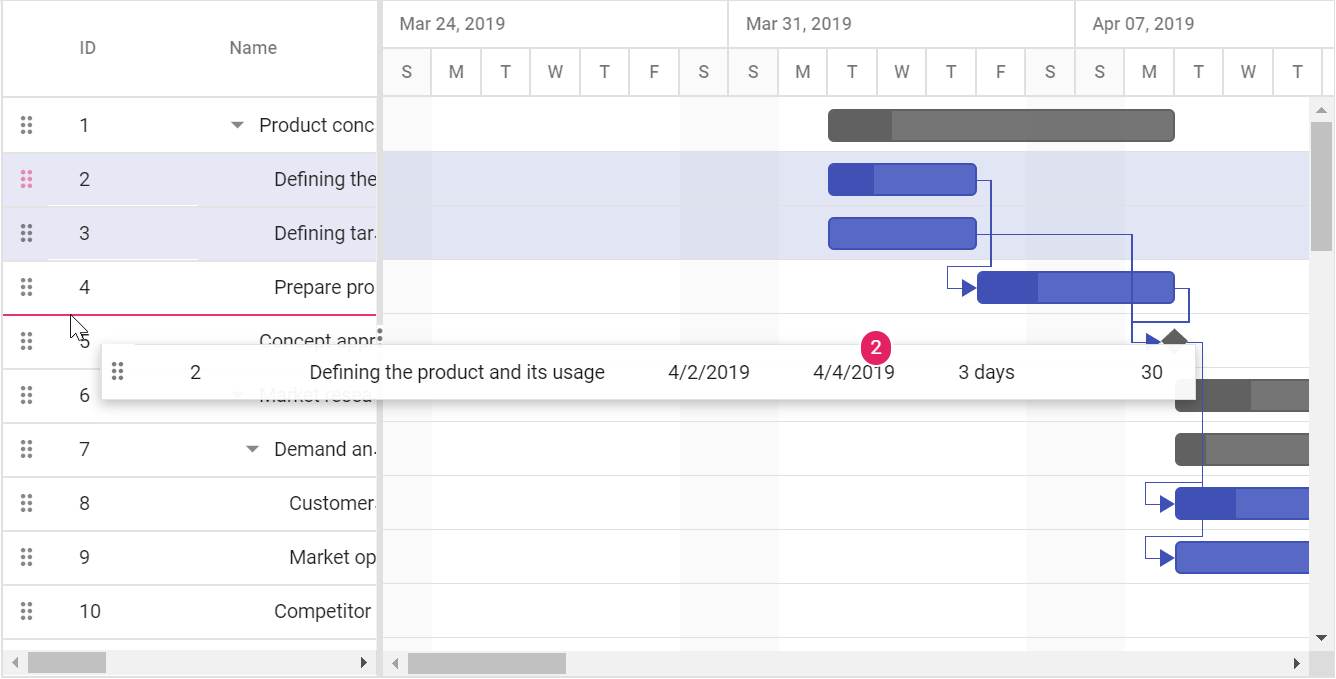 Mar 24, 2019 Mar 31, 2019 Apr 07, 2019
ID Name
S M T W T F S S M T W T F S S M T W T
1 Product conc
2 Defining the
3 Defining tar
4 Prepare pro
5 Concept appr
2
2 Defining the product and its usage 4/2/2019 4/4/2019 3 days 30
6
7 Demand an
8 Customer
9 Market op
10 Competitor